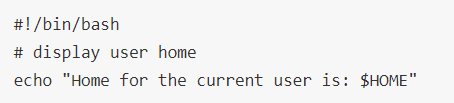 #!/bin/bash
# display user home
echo "Home for the current user is: $HOME"